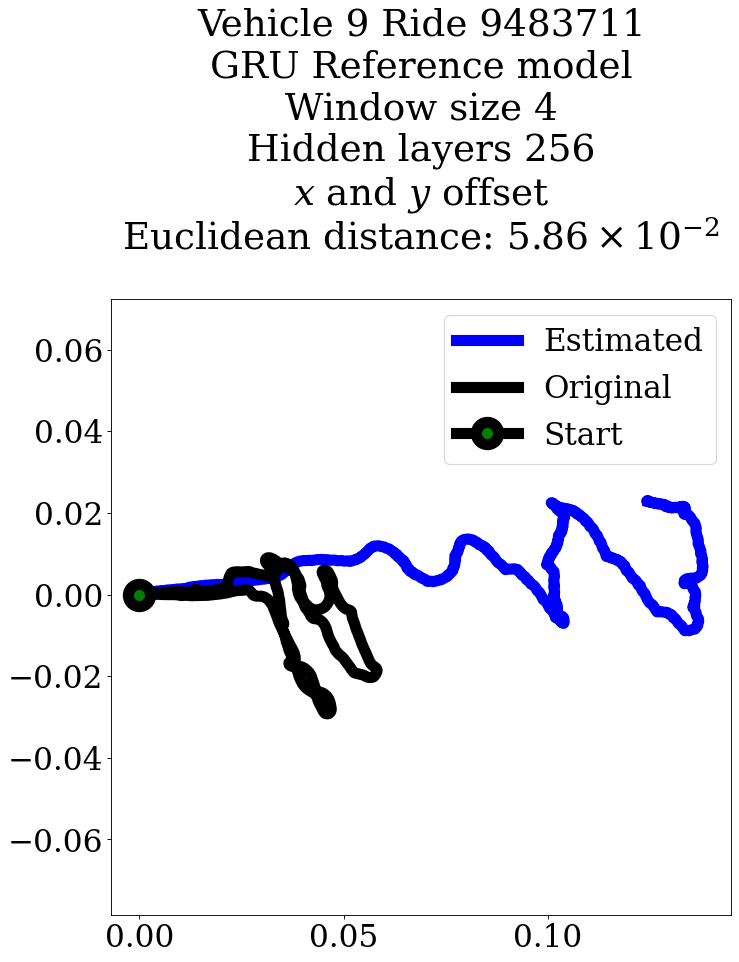 Vehicle 9 Ride 9483711
GRU Reference model
Window size 4
Hidden layers 256
x and y offset
Euclidean distance: 5.86 × 10⁻²
Estimated
Original
Start
0.06
0.04
0.02
0.00
−0.02
−0.04
−0.06
0.00 0.05 0.10